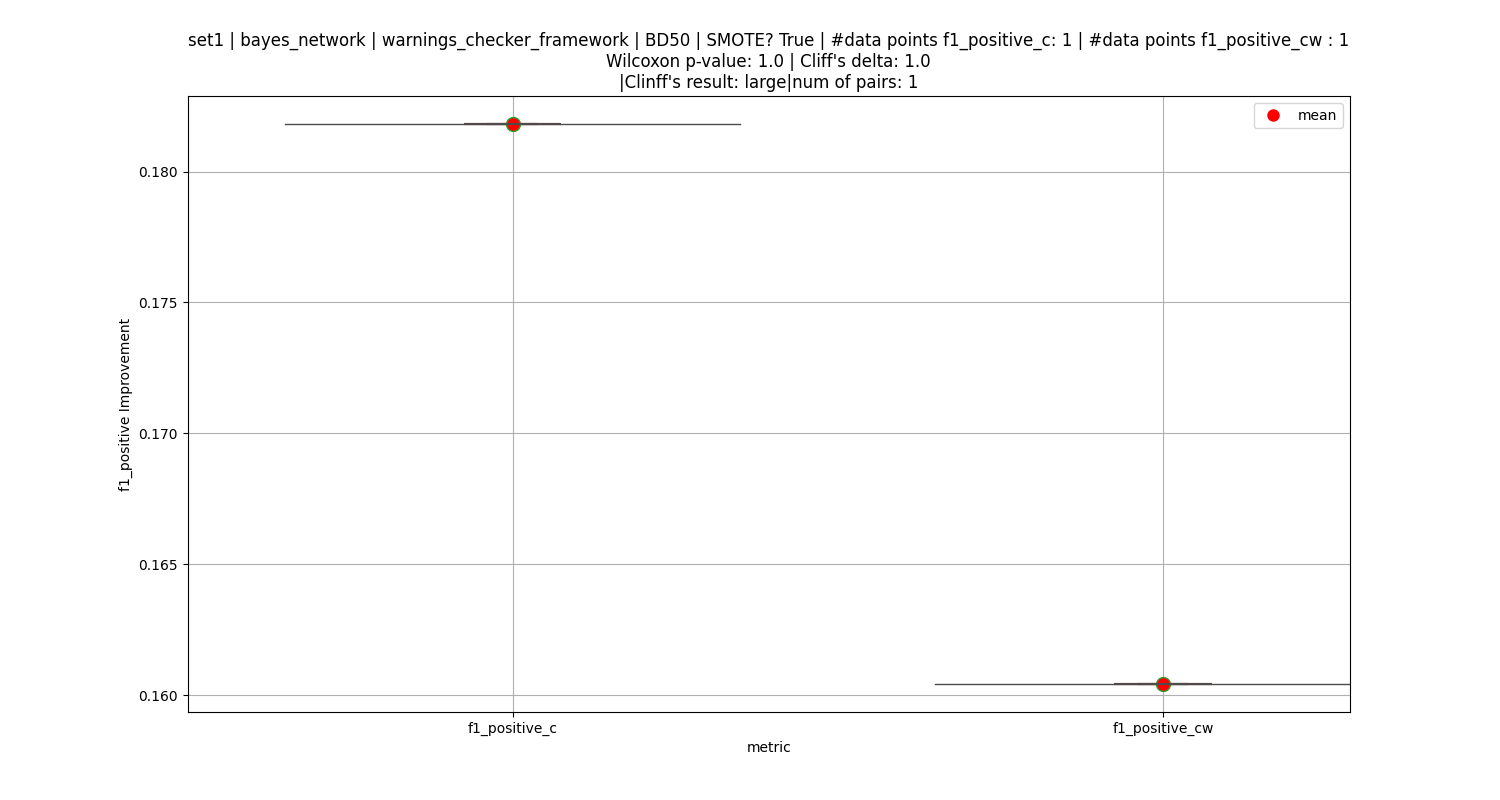 set1 | bayes_network | warnings_checker_framework | BD50 | SMOTE? True | #data points f1_positive_c: 1 | #data points f1_positive_cw : 1
Wilcoxon p-value: 1.0 | Cliff's delta: 1.0
|Clinff's result: large|num of pairs: 1
mean
0.180
0.175
0.170
0.165
0.160
f1_positive Improvement
f1_positive_c
f1_positive_cw
metric